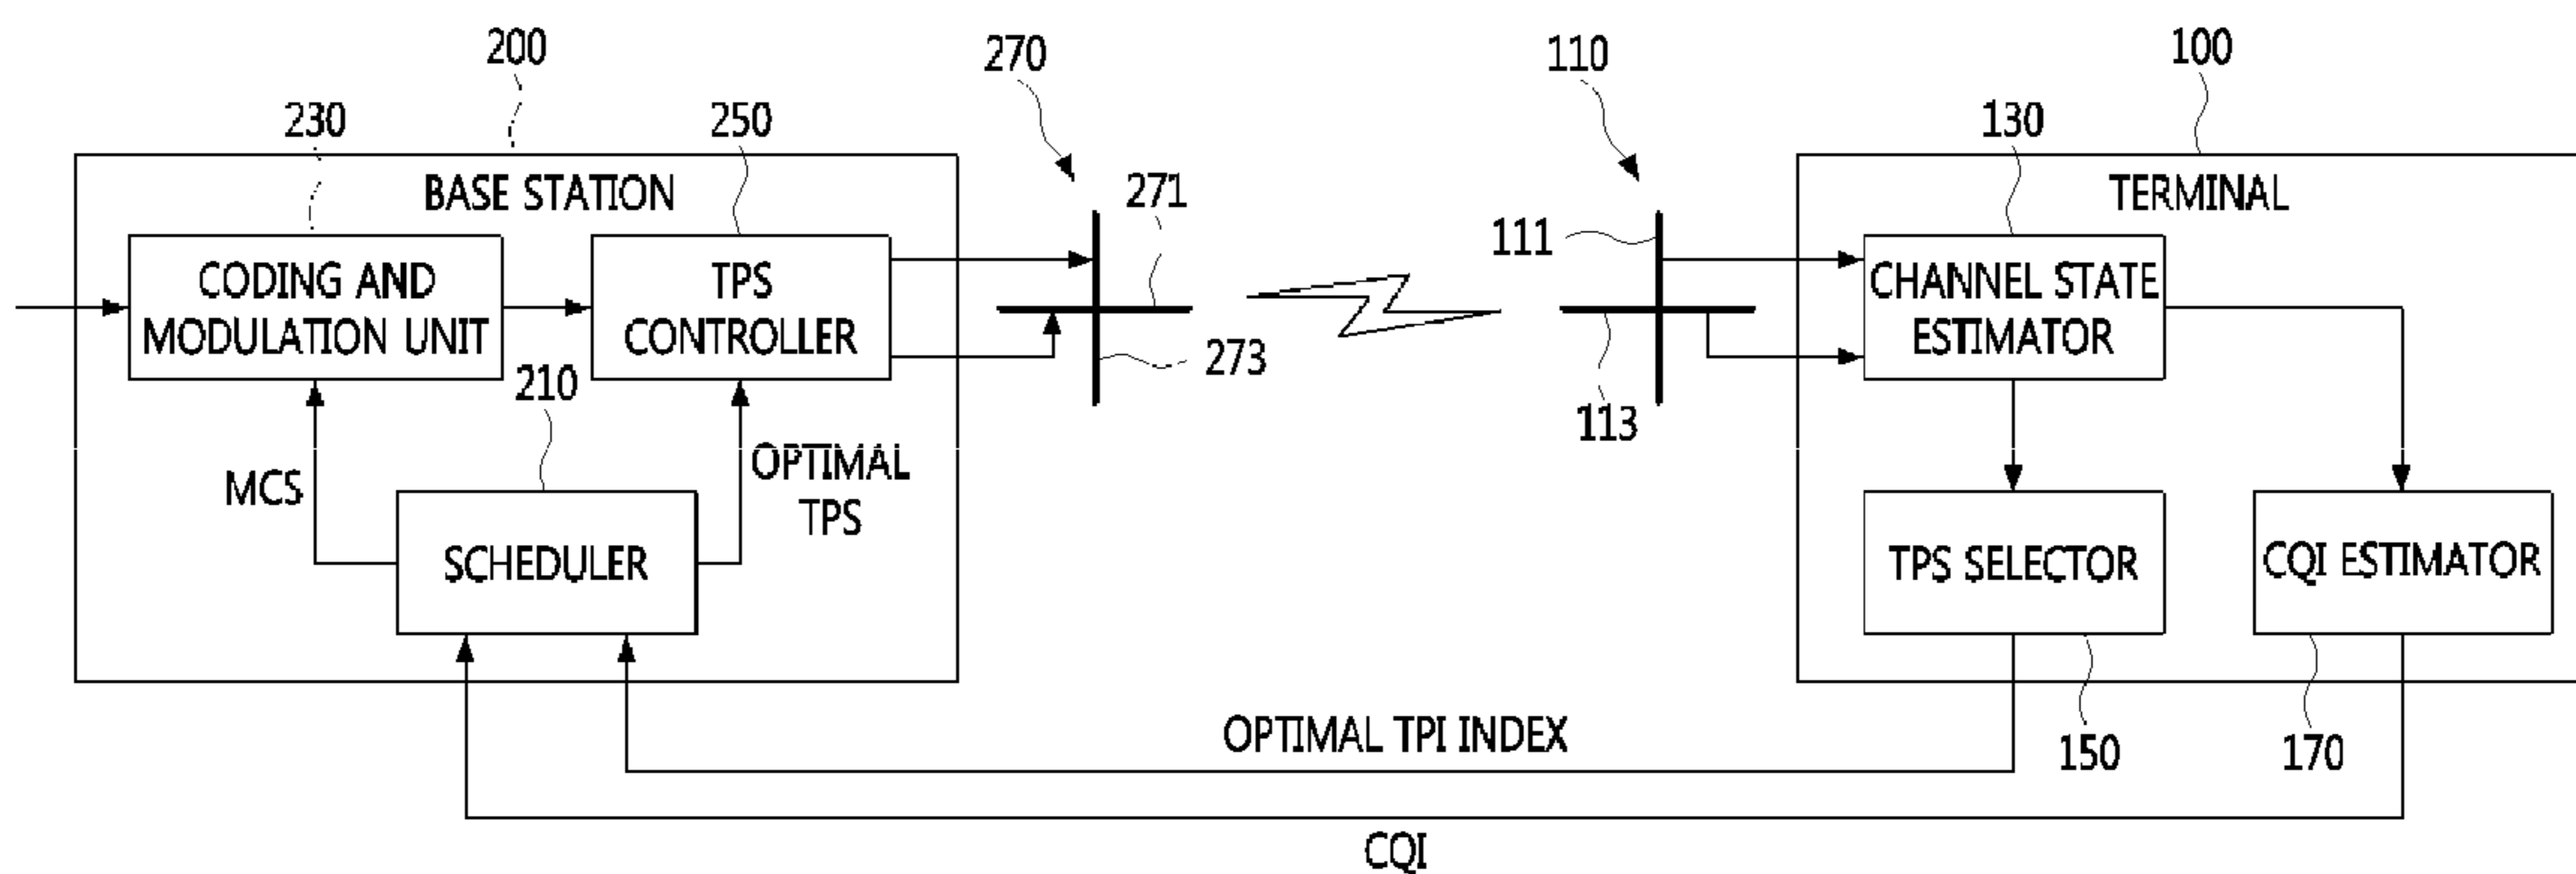 200
270
110
100
230
250
130
BASE STATION
271
TERMINAL
111
CODING AND
MODULATION UNIT
TPS
CONTROLLER
CHANNEL STATE
ESTIMATOR
273
210
113
MCS
OPTIMAL
TPS
SCHEDULER
TPS SELECTOR
CQI ESTIMATOR
OPTIMAL TPI INDEX
150
170
CQI